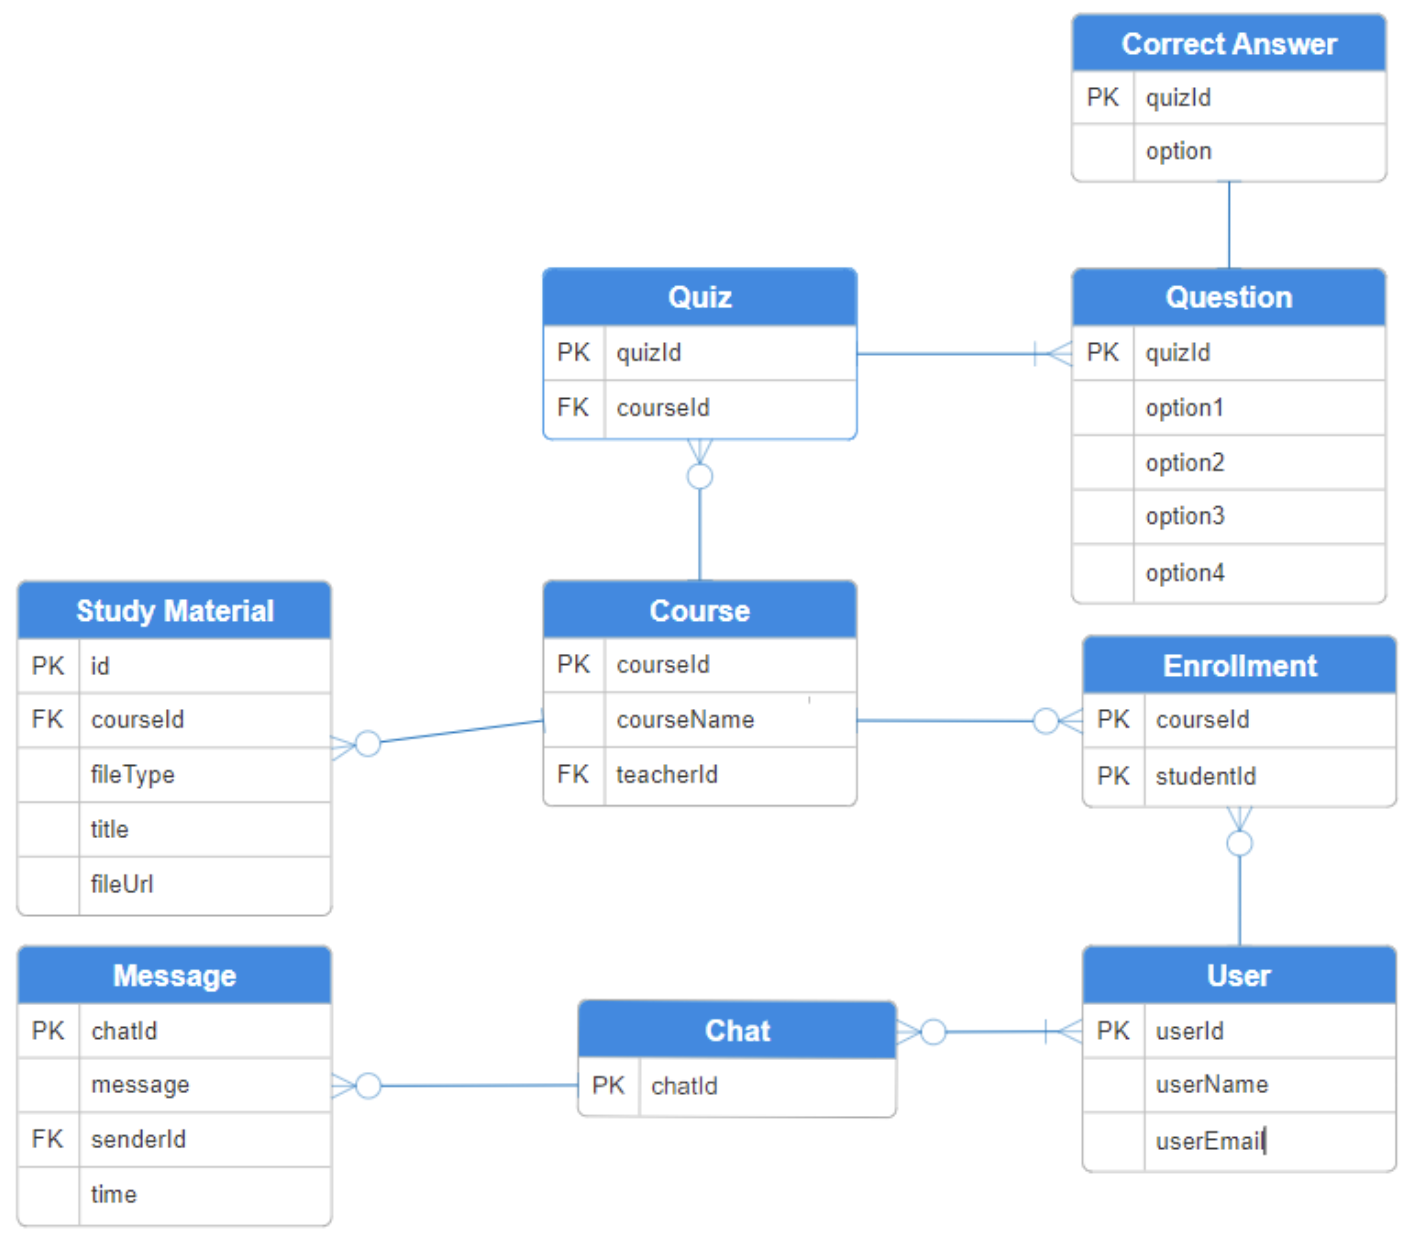 Correct Answer
PK quizId
option
Quiz
PK quizId
FK courseId
Question
PK quizId
option1
option2
option3
option4
Study Material
PK id
FK courseId
fileType
title
fileUrl
Course
PK courseId
courseName
FK teacherId
Enrollment
PK courseId
PK studentId
Message
PK chatId
message
FK senderId
time
Chat
PK chatId
User
PK userId
userName
userEmail